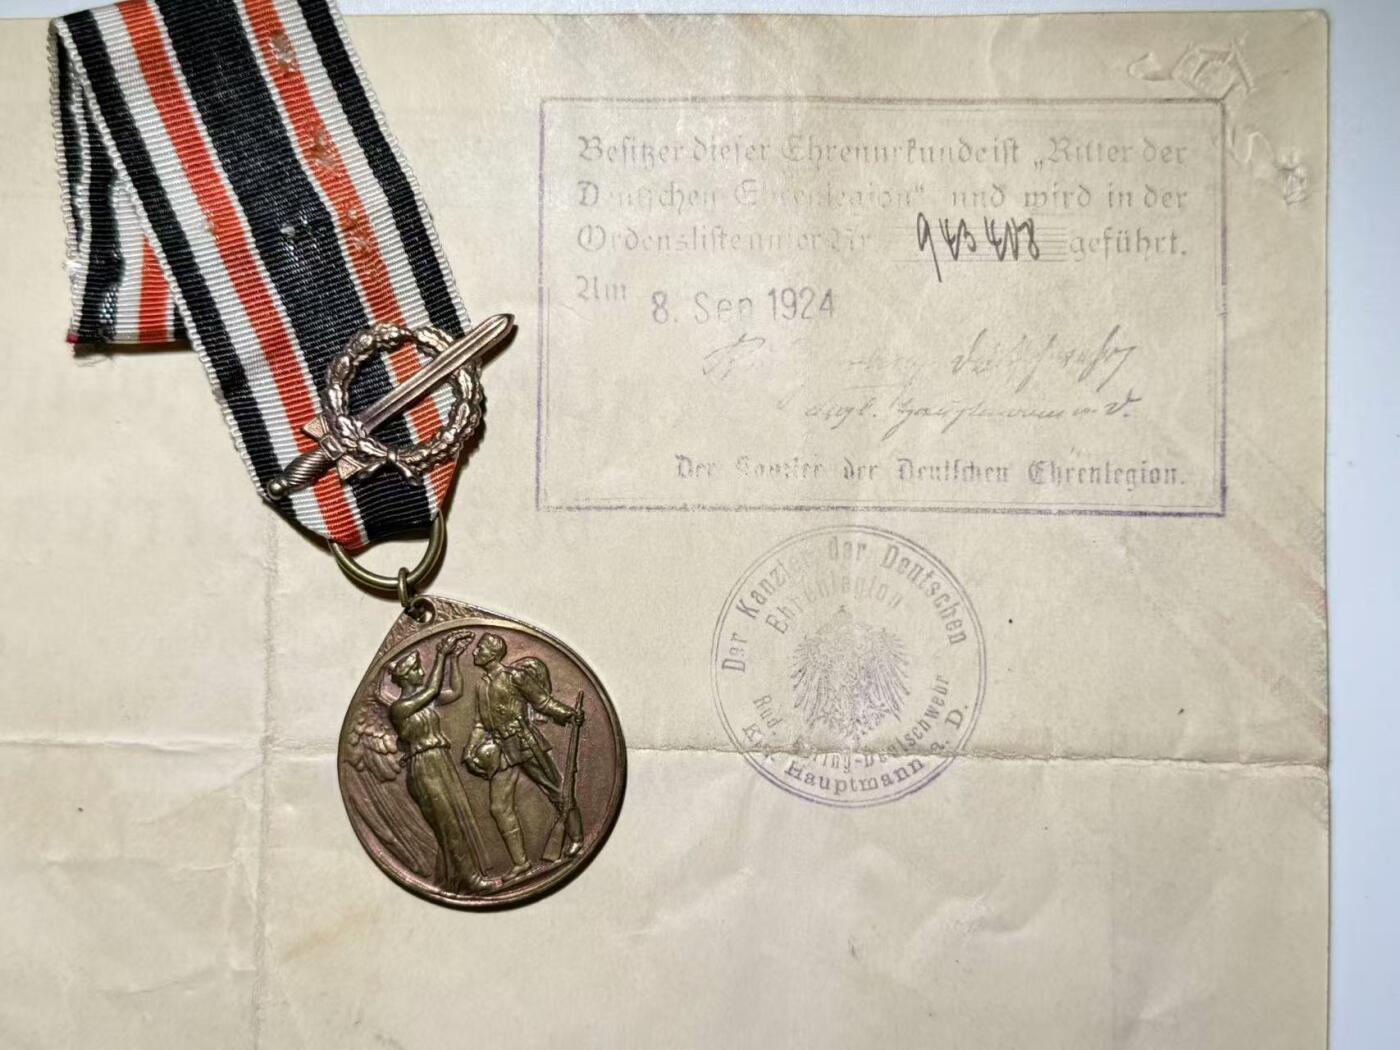 Besitzer dieser Ehrenurkunde ist „Ritter der
Deutschen Ehrenlegion“ und wird in der
Ordensliste unter Nr. geführt.
Am 8. Sep 1924
Hauptmann a. D.
Der Kanzler der Deutschen Ehrenlegion.
Der Kanzler der Deutschen
Ehrenlegion
Hauptmann a. D.